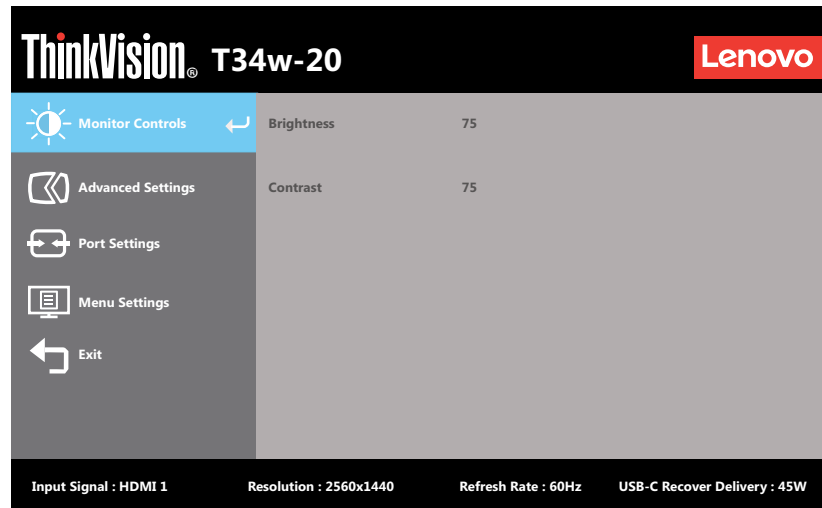 ThinkVision® T34w-20
Lenovo
Monitor Controls
Brightness 75
Advanced Settings
Contrast 75
Port Settings
Menu Settings
Exit
Input Signal : HDMI 1 Resolution : 2560x1440 Refresh Rate : 60Hz USB-C Recover Delivery : 45W